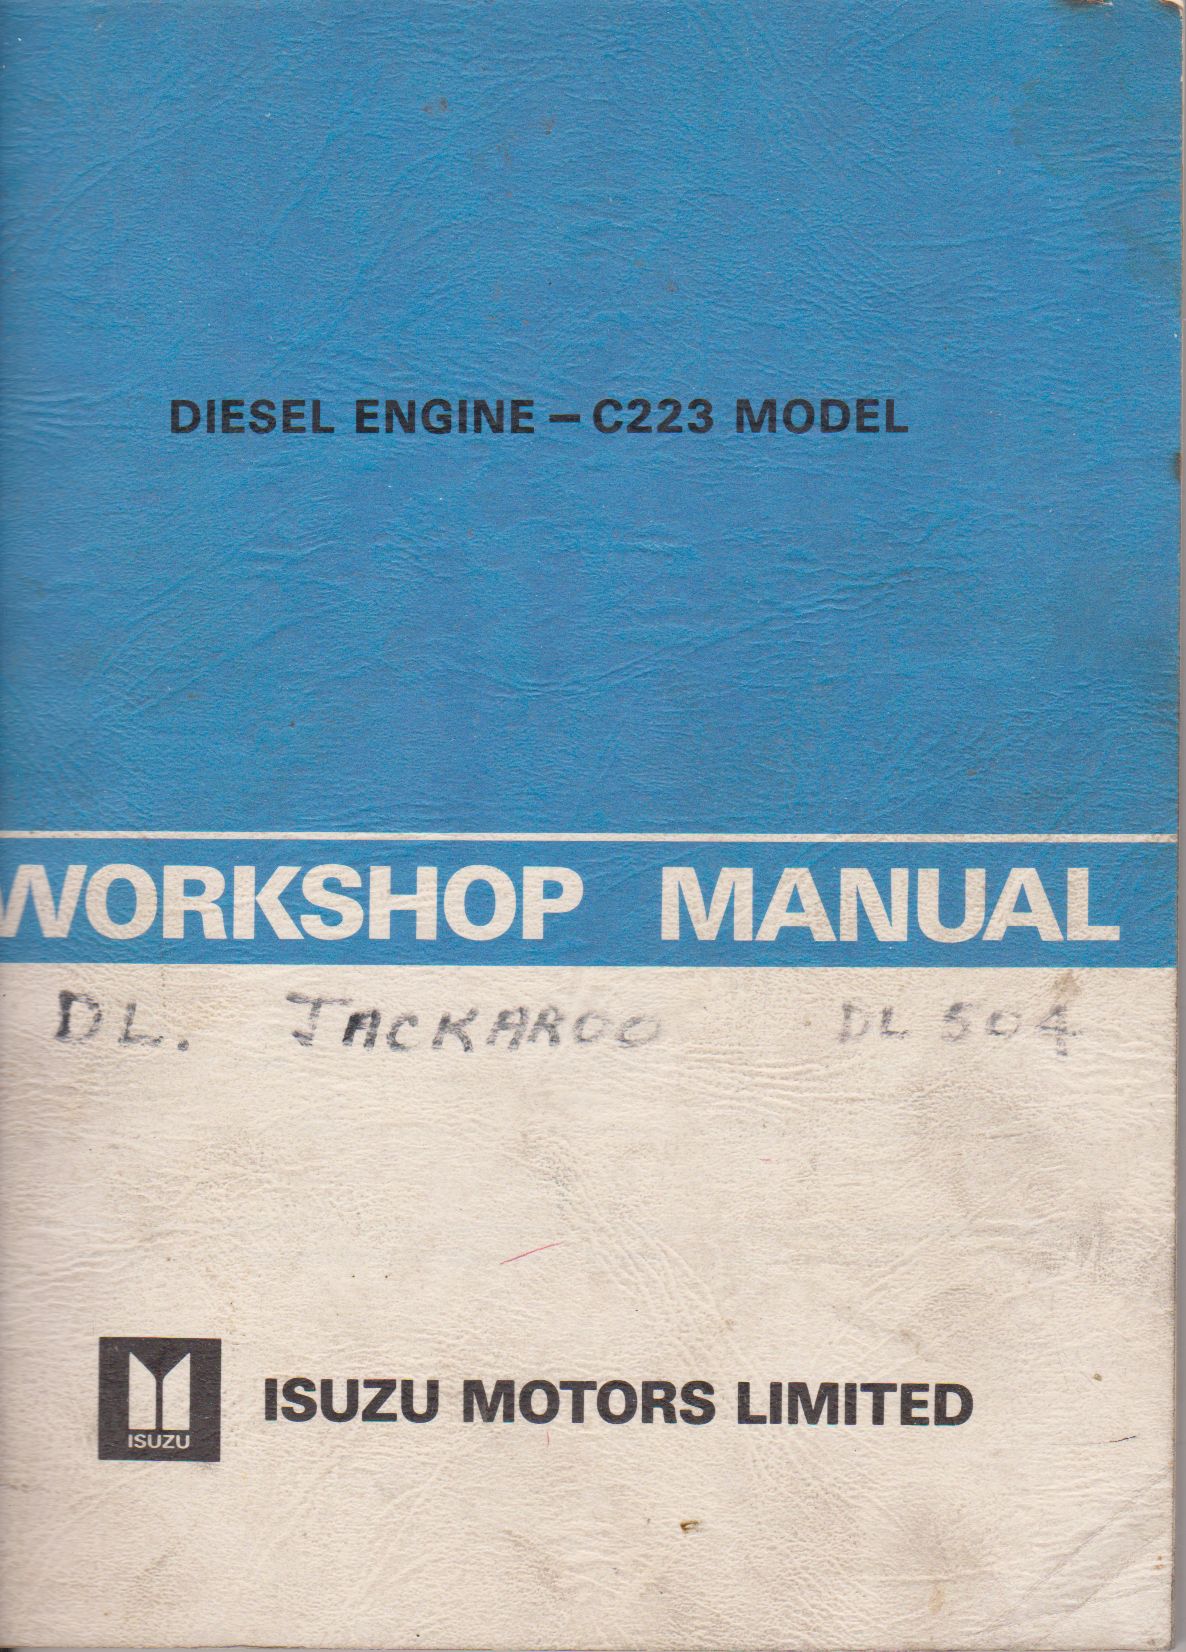 DIESEL ENGINE – C223 MODEL
WORKSHOP MANUAL
DL. JACKAROO DL 504
ISUZU
ISUZU MOTORS LIMITED